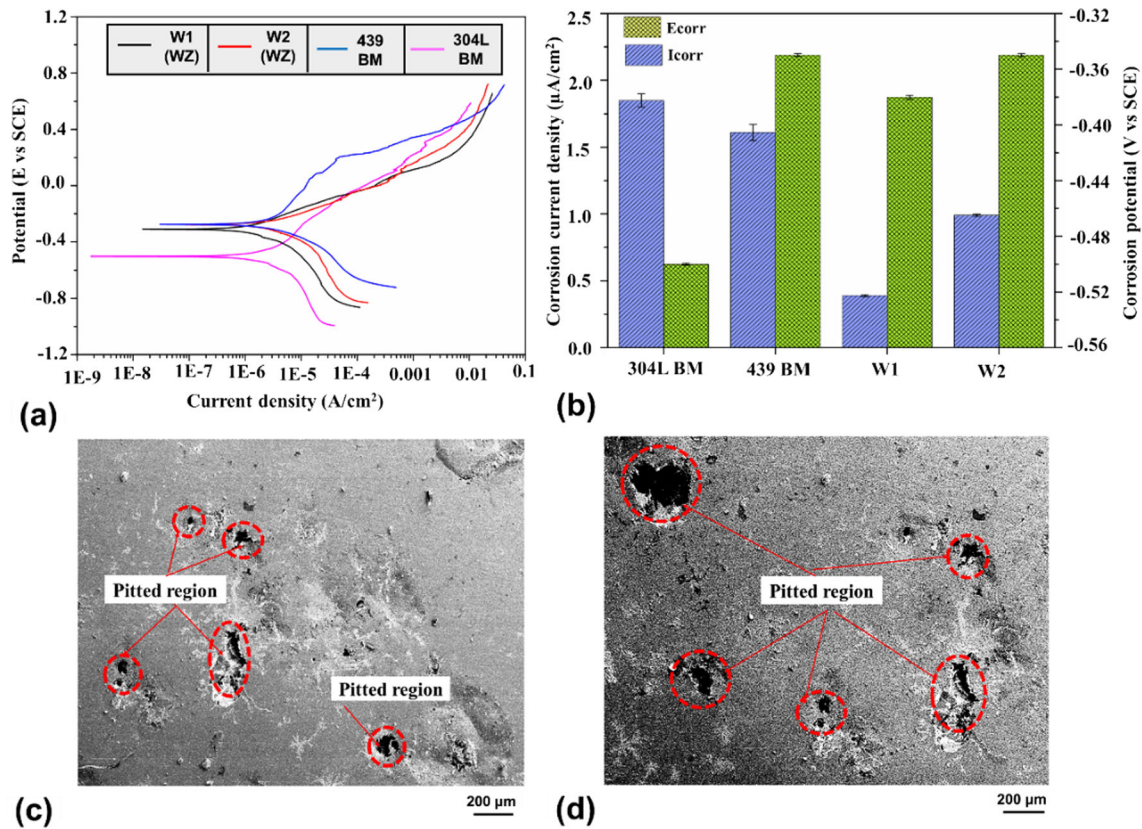 W1 (WZ)
W2 (WZ)
439 BM
304L BM
Potential (E vs SCE)
1.2
0.8
0.4
0.0
-0.4
-0.8
-1.2
1E-9 1E-8 1E-7 1E-6 1E-5 1E-4 0.001 0.01 0.1
Current density (A/cm²)
(a)
Ecorr
Icorr
Corrosion current density (µA/cm²)
2.5
2.0
1.5
1.0
0.5
0.0
-0.32
-0.36
-0.40
-0.44
-0.48
-0.52
-0.56
Corrosion potential (V vs SCE)
304L BM 439 BM W1 W2
(b)
Pitted region
Pitted region
200 µm
(c)
Pitted region
200 µm
(d)